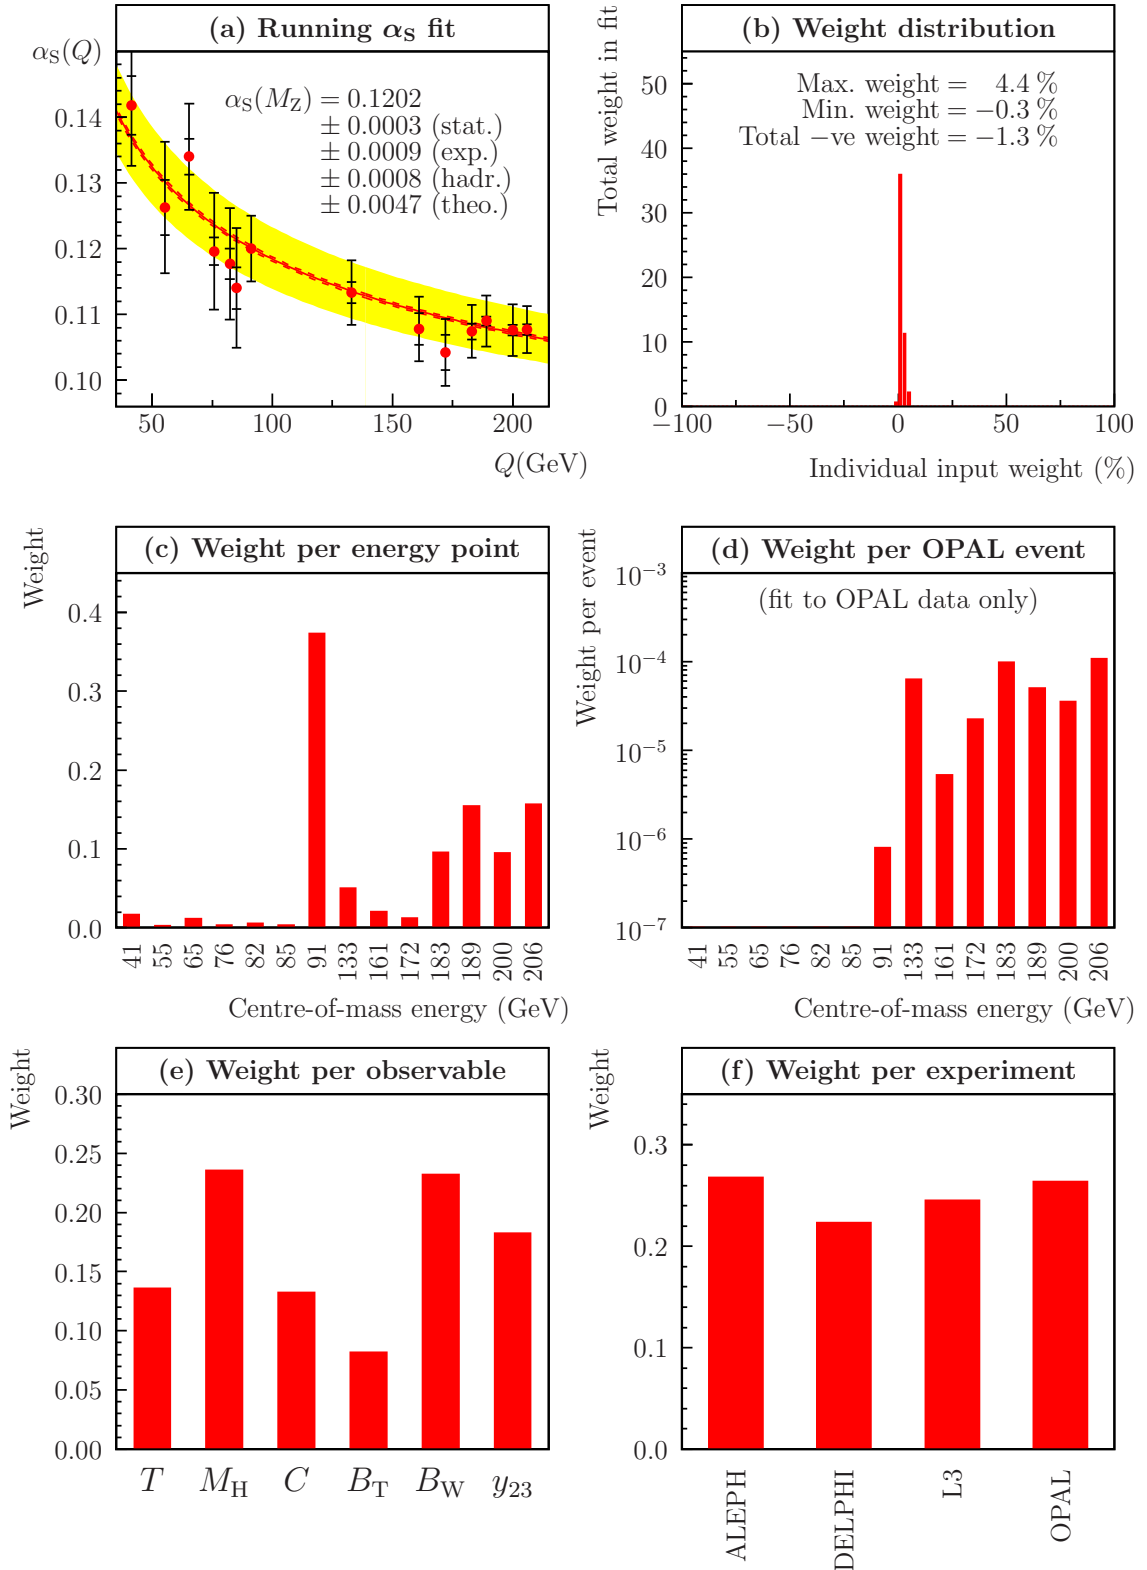 (a) Running αS fit
αS(Q)
0.14
0.13
0.12
0.11
0.10
αS(MZ) = 0.1202
± 0.0003 (stat.)
± 0.0009 (exp.)
± 0.0008 (hadr.)
± 0.0047 (theo.)
50 100 150 200
Q(GeV)
(b) Weight distribution
Total weight in fit
50
40
30
20
10
0
Max. weight = 4.4 %
Min. weight = −0.3 %
Total −ve weight = −1.3 %
−100 −50 0 50 100
Individual input weight (%)
(c) Weight per energy point
Weight
0.4
0.3
0.2
0.1
0.0
41 55 65 76 82 85 91 133 161 172 183 189 200 206
Centre-of-mass energy (GeV)
(d) Weight per OPAL event
Weight per event
(fit to OPAL data only)
10−3
10−4
10−5
10−6
10−7
41 55 65 76 82 85 91 133 161 172 183 189 200 206
Centre-of-mass energy (GeV)
(e) Weight per observable
Weight
0.30
0.25
0.20
0.15
0.10
0.05
0.00
T MH C BT BW y23
(f) Weight per experiment
Weight
0.3
0.2
0.1
0.0
ALEPH DELPHI L3 OPAL